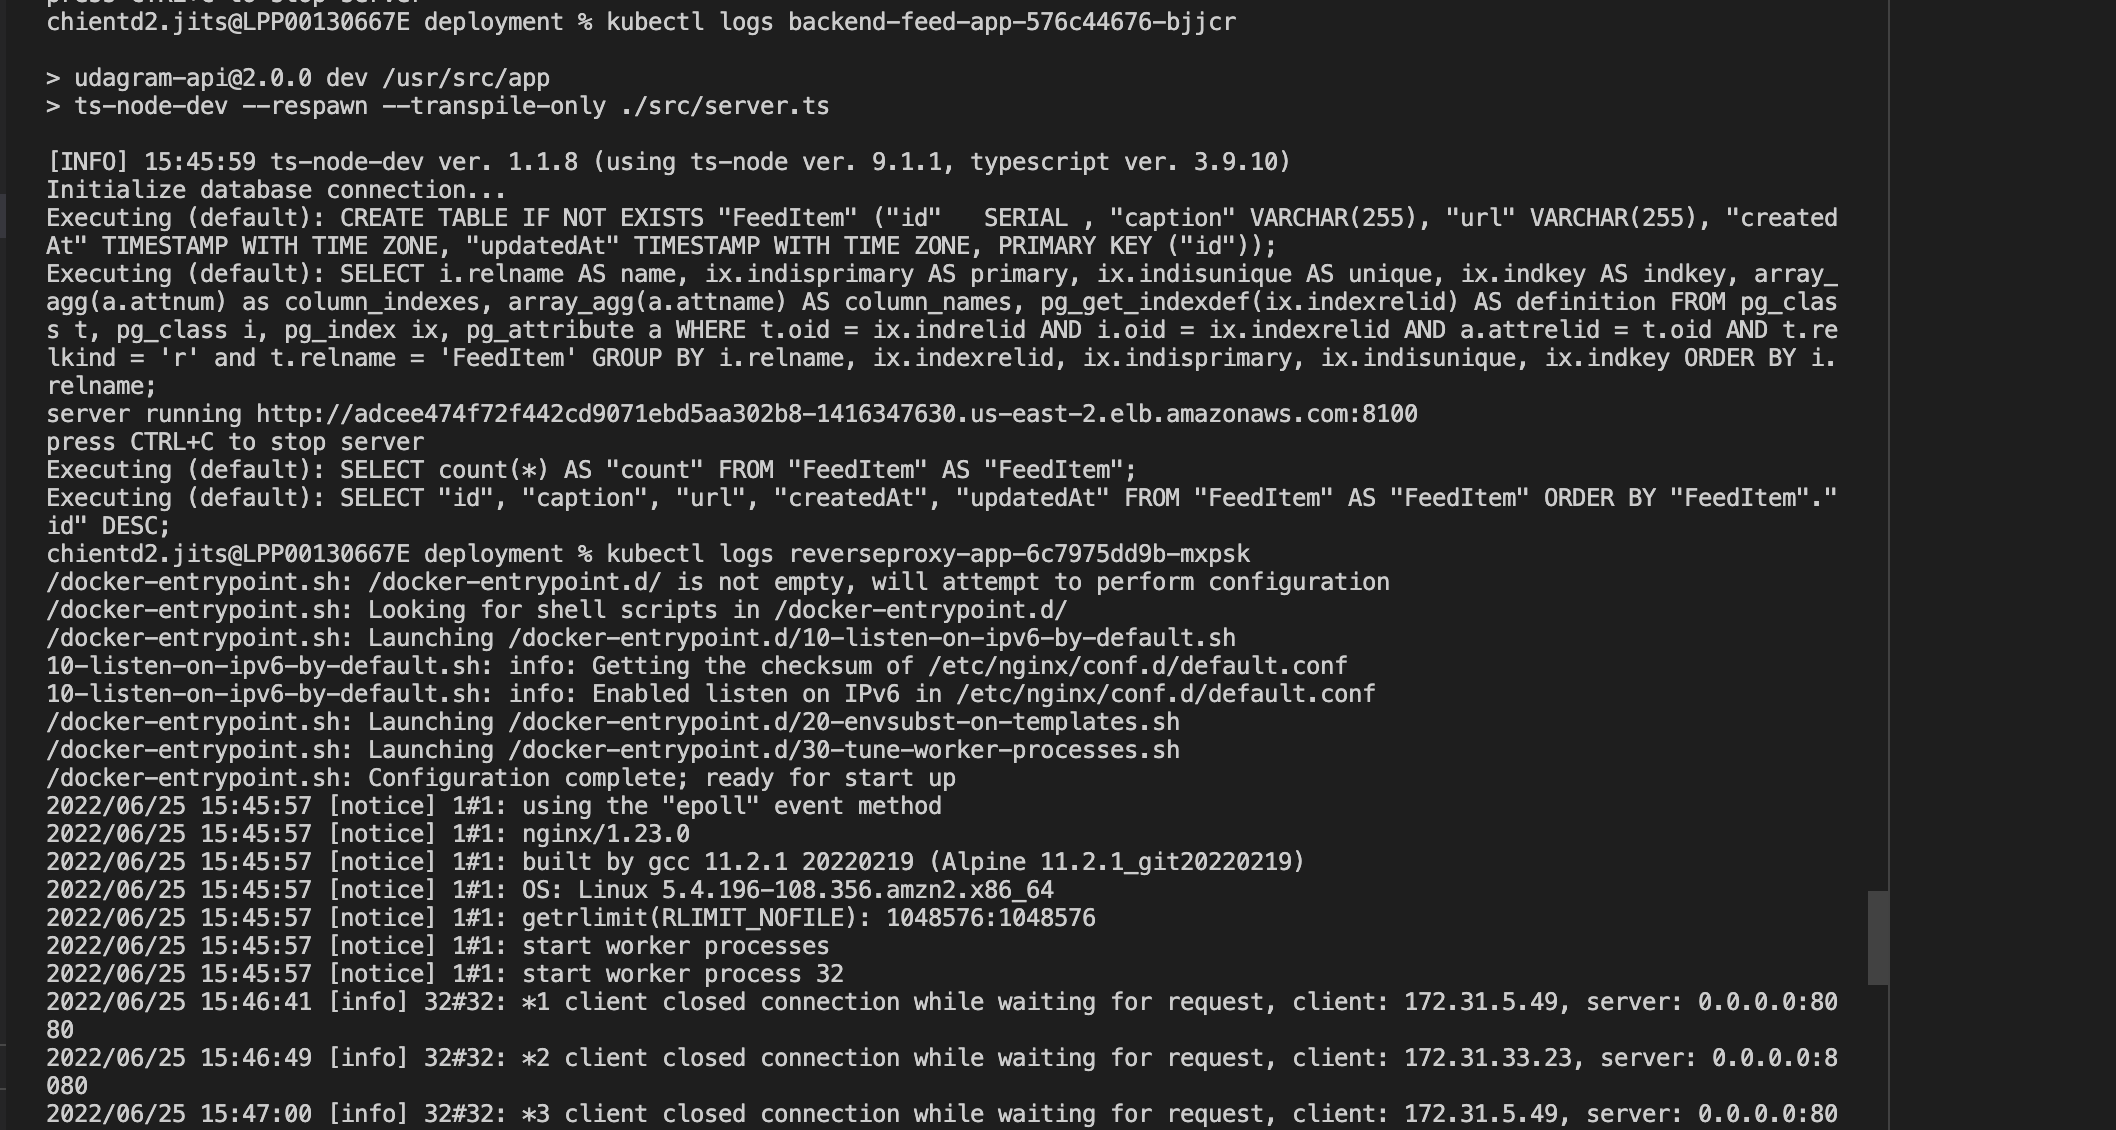 press CTRL+C to stop server
chientd2.jits@LPP00130667E deployment % kubectl logs backend-feed-app-576c44676-bjjcr
> udagram-api@2.0.0 dev /usr/src/app
> ts-node-dev --respawn --transpile-only ./src/server.ts
[INFO] 15:45:59 ts-node-dev ver. 1.1.8 (using ts-node ver. 9.1.1, typescript ver. 3.9.10)
Initialize database connection...
Executing (default): CREATE TABLE IF NOT EXISTS "FeedItem" ("id"   SERIAL , "caption" VARCHAR(255), "url" VARCHAR(255), "created
At" TIMESTAMP WITH TIME ZONE, "updatedAt" TIMESTAMP WITH TIME ZONE, PRIMARY KEY ("id"));
Executing (default): SELECT i.relname AS name, ix.indisprimary AS primary, ix.indisunique AS unique, ix.indkey AS indkey, array_
agg(a.attnum) as column_indexes, array_agg(a.attname) AS column_names, pg_get_indexdef(ix.indexrelid) AS definition FROM pg_clas
s t, pg_class i, pg_index ix, pg_attribute a WHERE t.oid = ix.indrelid AND i.oid = ix.indexrelid AND a.attrelid = t.oid AND t.re
lkind = 'r' and t.relname = 'FeedItem' GROUP BY i.relname, ix.indexrelid, ix.indisprimary, ix.indisunique, ix.indkey ORDER BY i.
relname;
server running http://adcee474f72f442cd9071ebd5aa302b8-1416347630.us-east-2.elb.amazonaws.com:8100
press CTRL+C to stop server
Executing (default): SELECT count(*) AS "count" FROM "FeedItem" AS "FeedItem";
Executing (default): SELECT "id", "caption", "url", "createdAt", "updatedAt" FROM "FeedItem" AS "FeedItem" ORDER BY "FeedItem"."
id" DESC;
chientd2.jits@LPP00130667E deployment % kubectl logs reverseproxy-app-6c7975dd9b-mxpsk
/docker-entrypoint.sh: /docker-entrypoint.d/ is not empty, will attempt to perform configuration
/docker-entrypoint.sh: Looking for shell scripts in /docker-entrypoint.d/
/docker-entrypoint.sh: Launching /docker-entrypoint.d/10-listen-on-ipv6-by-default.sh
10-listen-on-ipv6-by-default.sh: info: Getting the checksum of /etc/nginx/conf.d/default.conf
10-listen-on-ipv6-by-default.sh: info: Enabled listen on IPv6 in /etc/nginx/conf.d/default.conf
/docker-entrypoint.sh: Launching /docker-entrypoint.d/20-envsubst-on-templates.sh
/docker-entrypoint.sh: Launching /docker-entrypoint.d/30-tune-worker-processes.sh
/docker-entrypoint.sh: Configuration complete; ready for start up
2022/06/25 15:45:57 [notice] 1#1: using the "epoll" event method
2022/06/25 15:45:57 [notice] 1#1: nginx/1.23.0
2022/06/25 15:45:57 [notice] 1#1: built by gcc 11.2.1 20220219 (Alpine 11.2.1_git20220219)
2022/06/25 15:45:57 [notice] 1#1: OS: Linux 5.4.196-108.356.amzn2.x86_64
2022/06/25 15:45:57 [notice] 1#1: getrlimit(RLIMIT_NOFILE): 1048576:1048576
2022/06/25 15:45:57 [notice] 1#1: start worker processes
2022/06/25 15:45:57 [notice] 1#1: start worker process 32
2022/06/25 15:46:41 [info] 32#32: *1 client closed connection while waiting for request, client: 172.31.5.49, server: 0.0.0.0:80
80
2022/06/25 15:46:49 [info] 32#32: *2 client closed connection while waiting for request, client: 172.31.33.23, server: 0.0.0.0:8
080
2022/06/25 15:47:00 [info] 32#32: *3 client closed connection while waiting for request, client: 172.31.5.49, server: 0.0.0.0:80